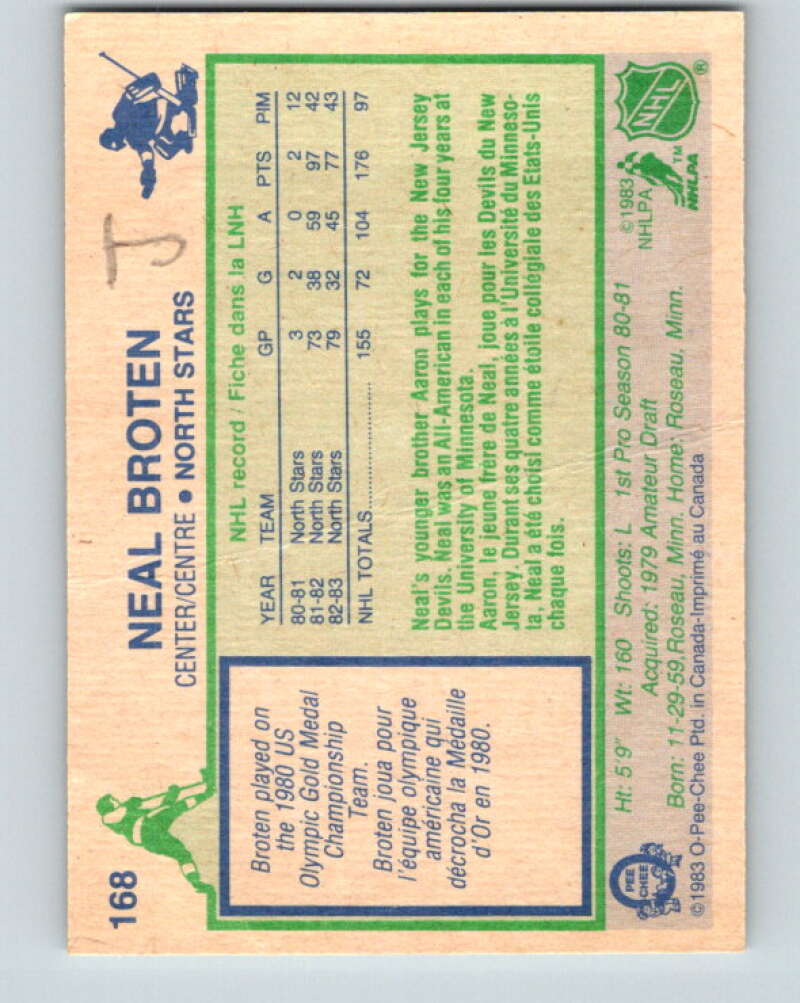 168
NEAL BROTEN
J
CENTER/CENTRE • NORTH STARS
Broten played on
the 1980 US
Olympic Gold Medal
Championship
Team.
Broten joua pour
l'équipe olympique
américaine qui
décrocha la Médaille
d'Or en 1980.
NHL record / Fiche dans la LNH
YEAR TEAM GP G A PTS PIM
80-81 North Stars 3 2 0 2 12
81-82 North Stars 73 38 59 97 42
82-83 North Stars 79 32 45 77 43
NHL TOTALS.................... 155 72 104 176 97
Neal's younger brother Aaron plays for the New Jersey
Devils. Neal was an All-American in each of his four years at
the University of Minnesota.
Aaron, le jeune frère de Neal, joue pour les Devils du New
Jersey. Durant ses quatre années à l'Université du Minneso-
ta, Neal a été choisi comme étoile collégiale des Etats-Unis
chaque fois.
Ht: 5'9" Wt: 160 Shoots: L 1st Pro Season 80-81
Acquired: 1979 Amateur Draft
Born: 11-29-59, Roseau, Minn. Home: Roseau, Minn.
©1983 O-Pee-Chee Ptd. in Canada-Imprimé au Canada
O PEE CHEE
©1983
NHLPA
NHLPA
TM
NHL
®